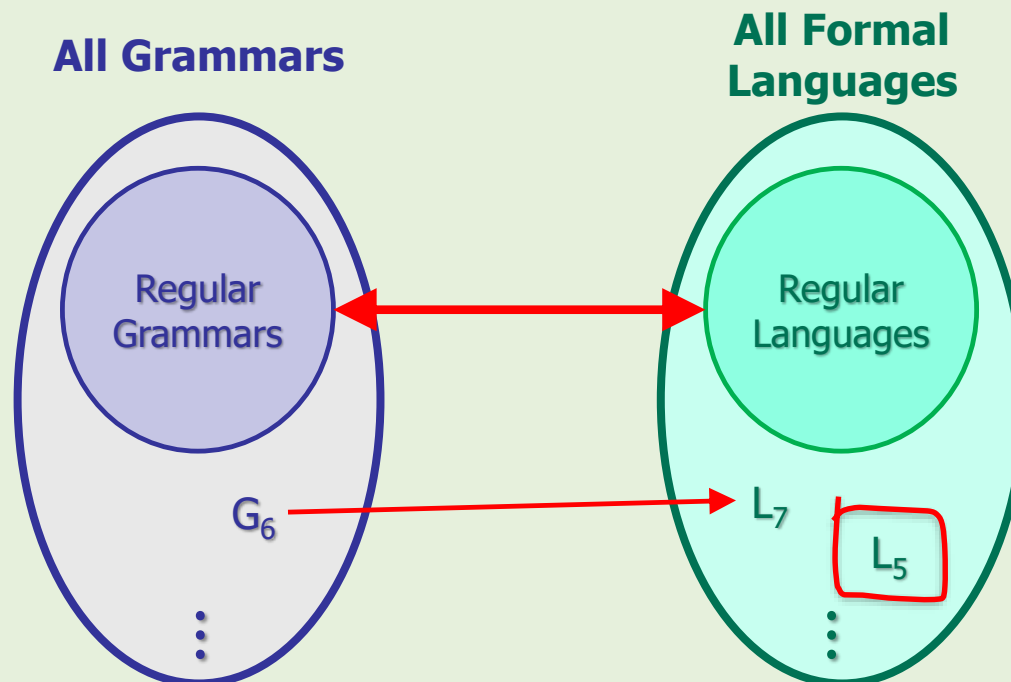 All Grammars
All Formal
Languages
Regular
Grammars
Regular
Languages
G₆
L₇
L₅
⋮
⋮